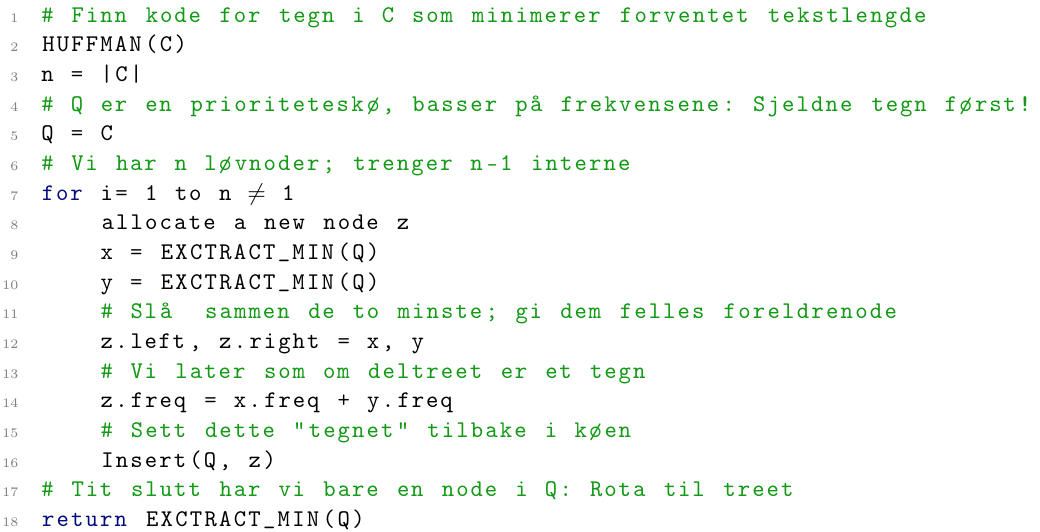 1 # Finn kode for tegn i C som minimerer forventet tekstlengde
2 HUFFMAN(C)
3 n = |C|
4 # Q er en prioriteteskø, basser på frekvensene: Sjeldne tegn først!
5 Q = C
6 # Vi har n løvnoder; trenger n-1 interne
7 for i= 1 to n ≠ 1
8 allocate a new node z
9 x = EXCTRACT_MIN(Q)
10 y = EXCTRACT_MIN(Q)
11 # Slå  sammen de to minste; gi dem felles foreldrenode
12 z.left, z.right = x, y
13 # Vi later som om deltreet er et tegn
14 z.freq = x.freq + y.freq
15 # Sett dette "tegnet" tilbake i køen
16 Insert(Q, z)
17 # Tit slutt har vi bare en node i Q: Rota til treet
18 return EXCTRACT_MIN(Q)